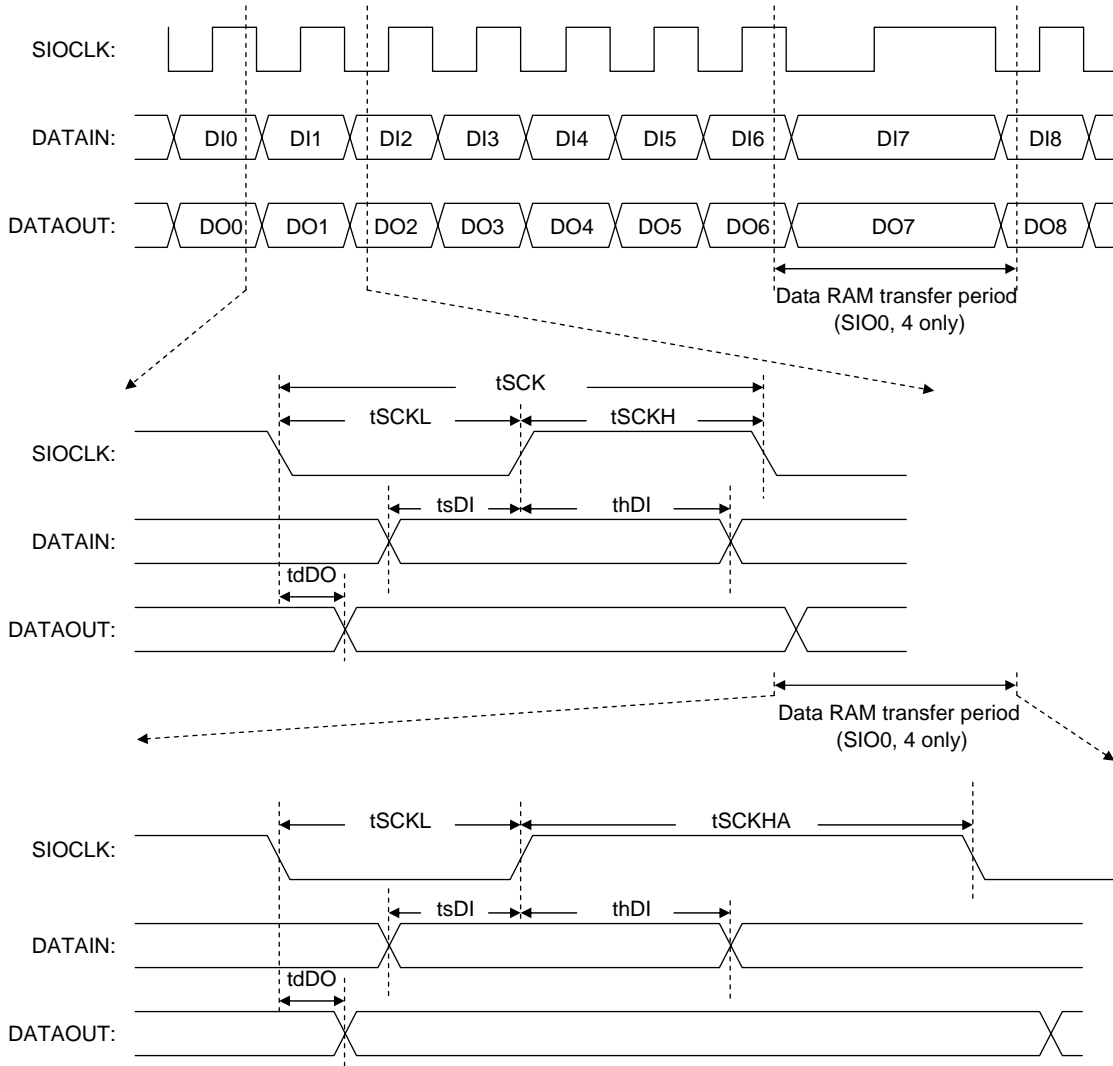 SIOCLK:
DATAIN: DI0 DI1 DI2 DI3 DI4 DI5 DI6 DI7 DI8
DATAOUT: DO0 DO1 DO2 DO3 DO4 DO5 DO6 DO7 DO8
Data RAM transfer period
(SIO0, 4 only)
tSCK
tSCKL tSCKH
SIOCLK:
tsDI thDI
DATAIN:
tdDO
DATAOUT:
Data RAM transfer period
(SIO0, 4 only)
tSCKL tSCKHA
SIOCLK:
tsDI thDI
DATAIN:
tdDO
DATAOUT: